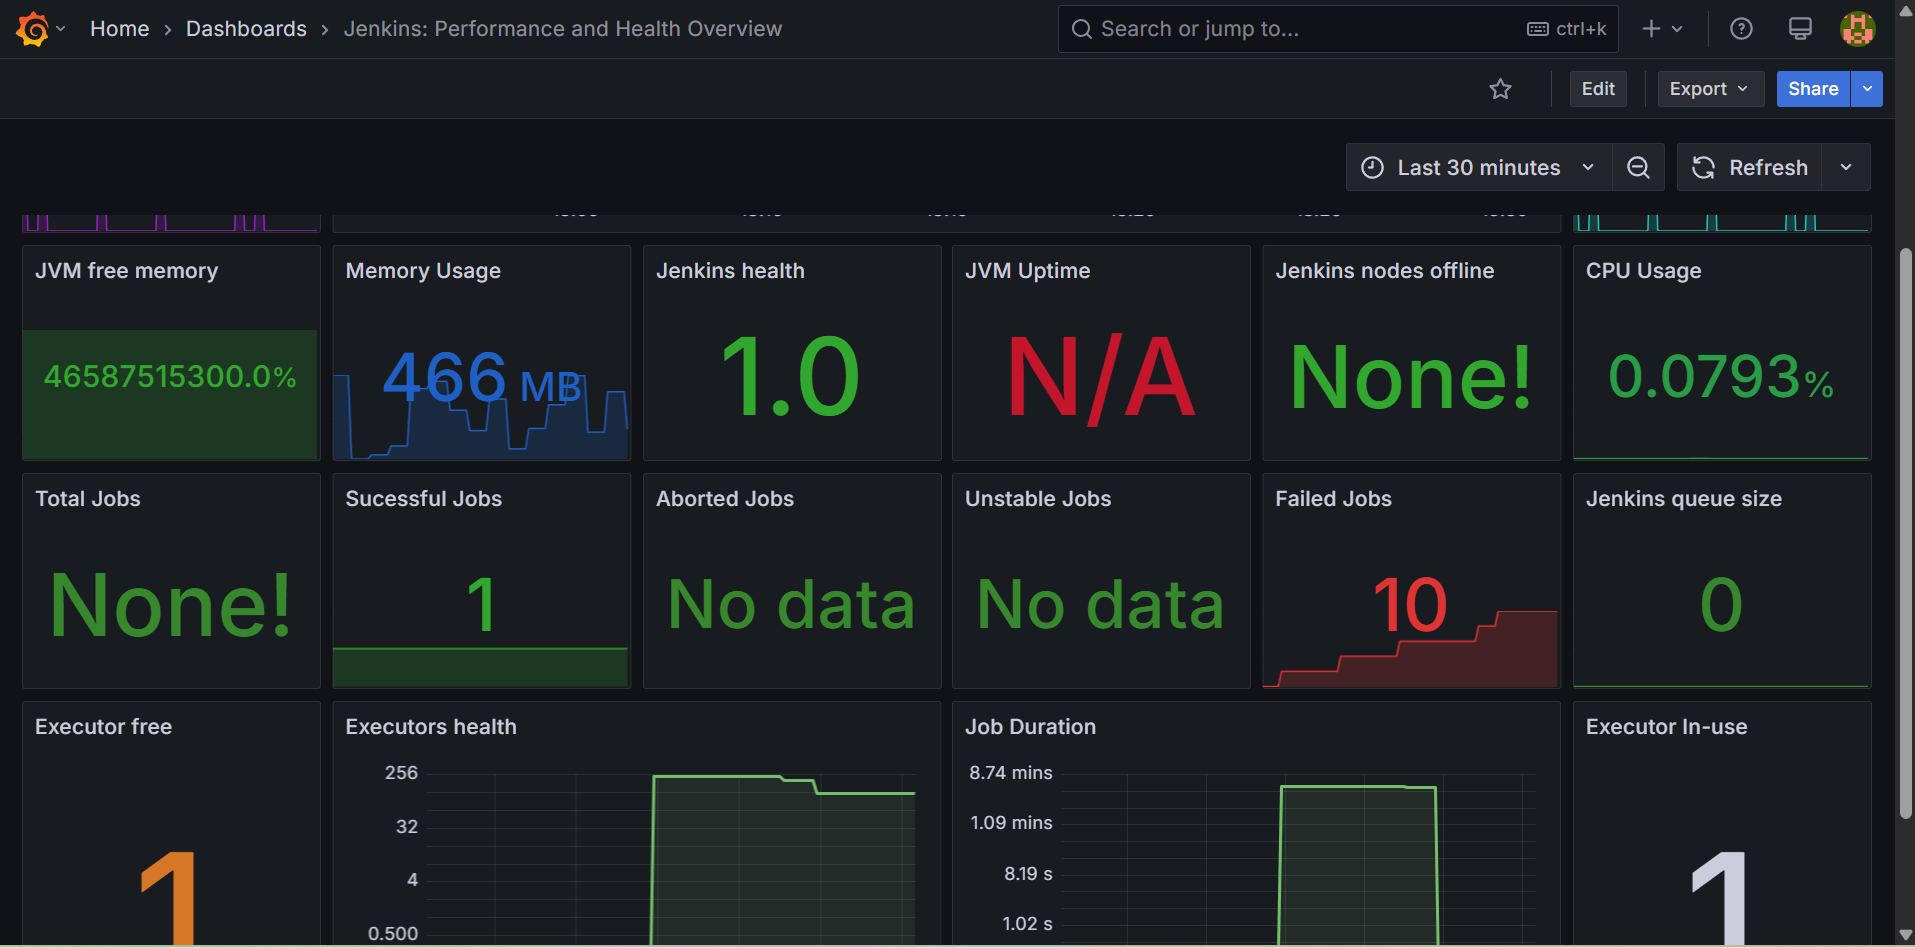 Home › Dashboards › Jenkins: Performance and Health Overview
Search or jump to...
ctrl+k
Edit
Export
Share
Last 30 minutes
Refresh
JVM free memory
46587515300.0%
Memory Usage
466 MB
Jenkins health
1.0
JVM Uptime
N/A
Jenkins nodes offline
None!
CPU Usage
0.0793%
Total Jobs
None!
Sucessful Jobs
1
Aborted Jobs
No data
Unstable Jobs
No data
Failed Jobs
10
Jenkins queue size
0
Executor free
1
Executors health
256
32
4
0.500
Job Duration
8.74 mins
1.09 mins
8.19 s
1.02 s
Executor In-use
1